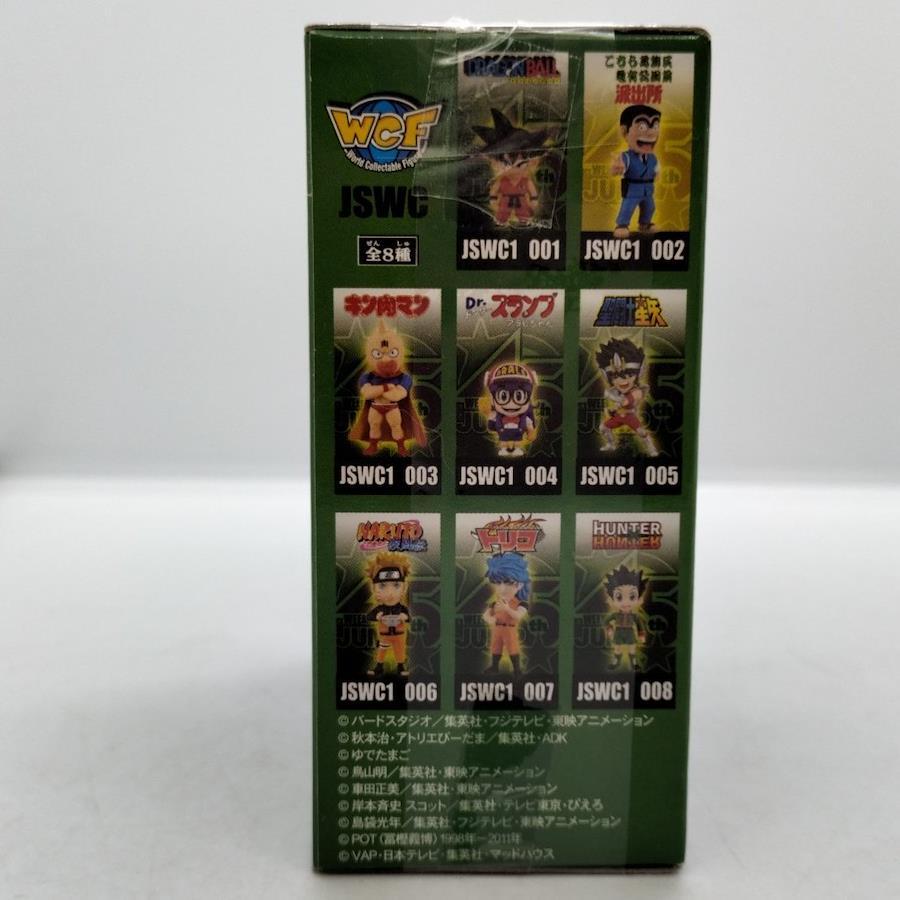 WCF
World Collectable Figure
JSWC
ぜん しゅ
全8種
DRAGON BALL
JSWC1 001
こちら葛飾区
亀有公園前
派出所
JSWC1 002
キン肉マン
JSWC1 003
Dr.スランプ
JSWC1 004
聖闘士星矢
JSWC1 005
NARUTO
JSWC1 006
トリコ
JSWC1 007
HUNTER
HUNTER
JSWC1 008
© バードスタジオ／集英社・フジテレビ・東映アニメーション
© 秋本治・アトリエびーだま／集英社・ADK
© ゆでたまご
© 鳥山明／集英社・東映アニメーション
© 車田正美／集英社・東映アニメーション
© 岸本斉史 スコット／集英社・テレビ東京・ぴえろ
© 島袋光年／集英社・フジテレビ・東映アニメーション
© POT（冨樫義博）1998年−2011年
© VAP・日本テレビ・集英社・マッドハウス